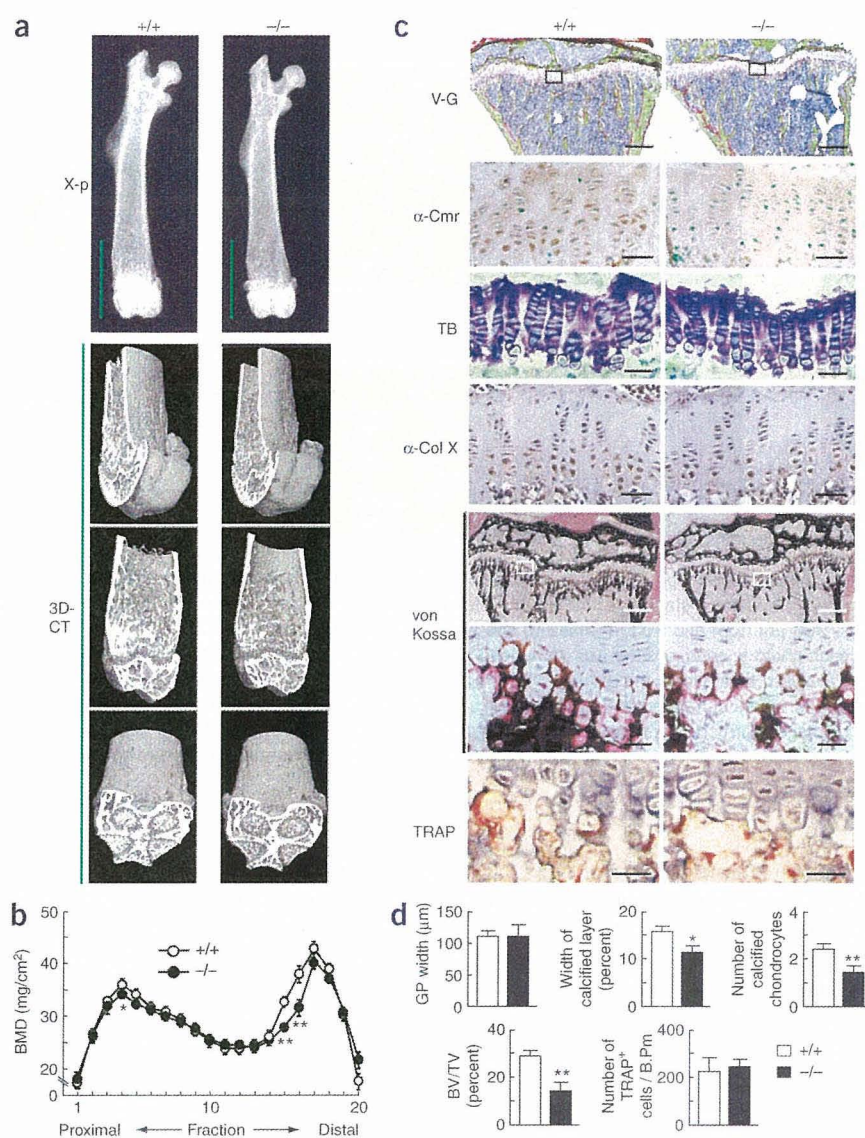 a
+/+
−/−
X-p
3D-
CT
c
+/+
−/−
V-G
α-Cmr
TB
α-Col X
von
Kossa
TRAP
b
BMD (mg/cm²)
50
40
30
20
0
+/+
−/−
*
**
**
1
10
20
Proximal
Fraction
Distal
d
GP width (µm)
150
100
50
0
Width of
calcified layer
(percent)
20
10
0
*
Number of
calcified
chondrocytes
4
2
0
**
BV/TV
(percent)
40
20
0
**
Number of
TRAP⁺
cells / B.Pm
400
200
0
+/+
−/−